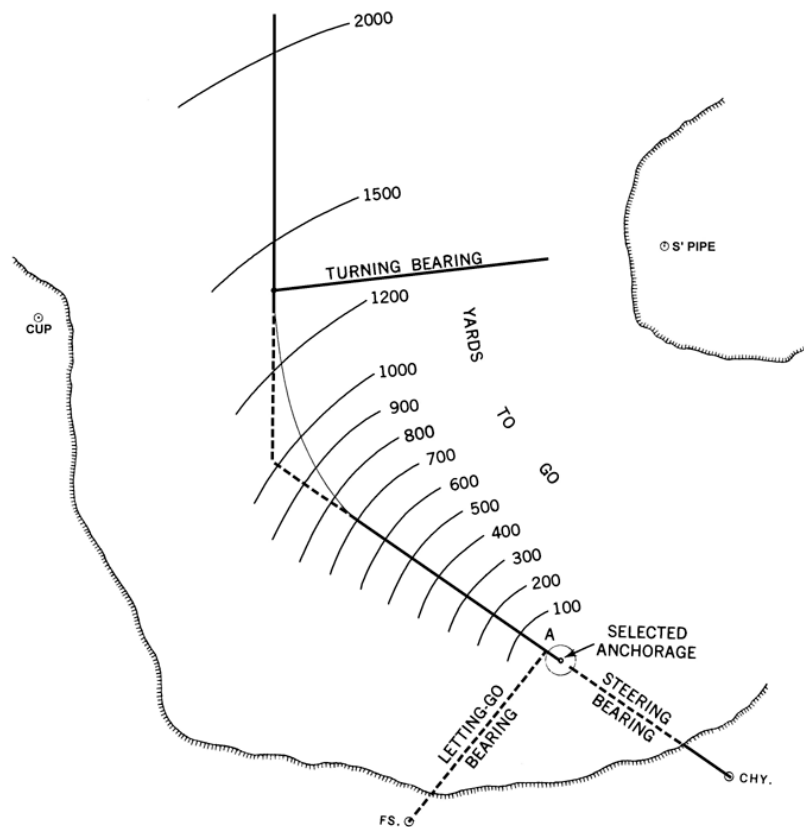 2000
1500
S' PIPE
TURNING BEARING
1200
CUP
YARDS
TO
GO
1000
900
800
700
600
500
400
300
200
100
A
SELECTED
ANCHORAGE
STEERING
BEARING
LETTING-GO
BEARING
CHY.
FS.